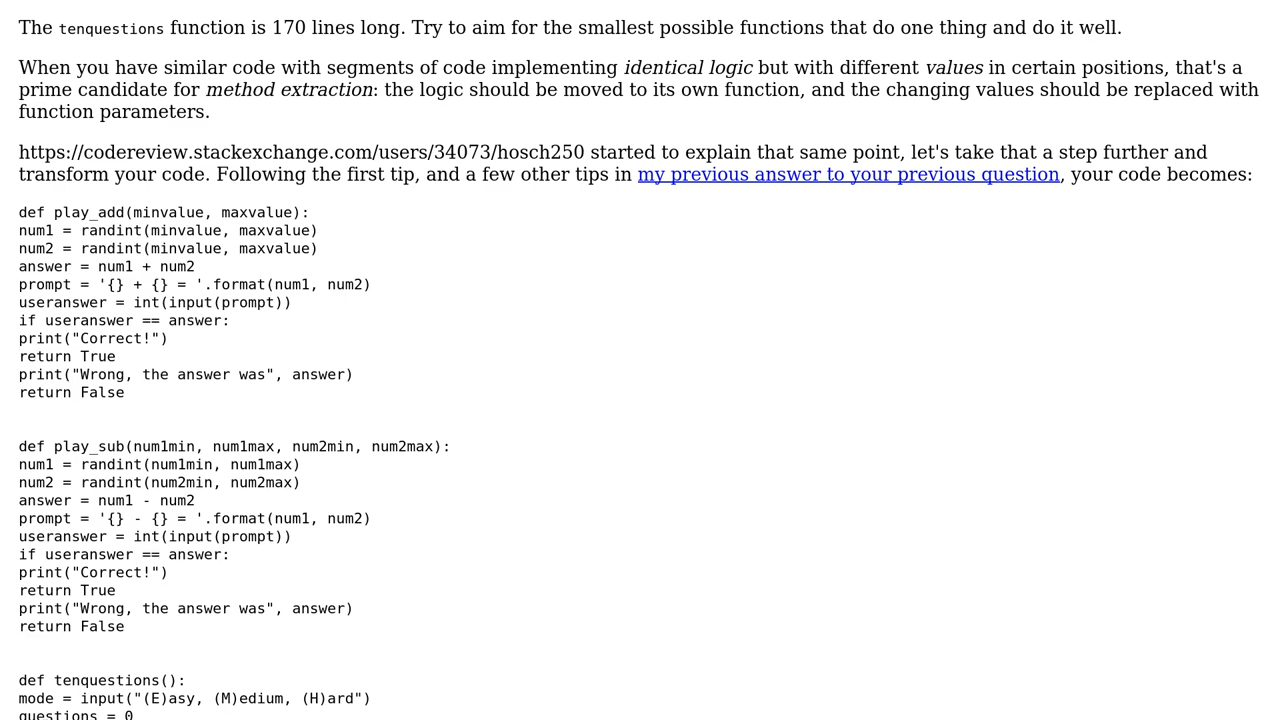 The tenquestions function is 170 lines long. Try to aim for the smallest possible functions that do one thing and do it well.
When you have similar code with segments of code implementing identical logic but with different values in certain positions, that's a
prime candidate for method extraction: the logic should be moved to its own function, and the changing values should be replaced with
function parameters.
https://codereview.stackexchange.com/users/34073/hosch250 started to explain that same point, let's take that a step further and
transform your code. Following the first tip, and a few other tips in my previous answer to your previous question, your code becomes:
def play_add(minvalue, maxvalue):
num1 = randint(minvalue, maxvalue)
num2 = randint(minvalue, maxvalue)
answer = num1 + num2
prompt = '{} + {} = '.format(num1, num2)
useranswer = int(input(prompt))
if useranswer == answer:
print("Correct!")
return True
print("Wrong, the answer was", answer)
return False
def play_sub(num1min, num1max, num2min, num2max):
num1 = randint(num1min, num1max)
num2 = randint(num2min, num2max)
answer = num1 - num2
prompt = '{} - {} = '.format(num1, num2)
useranswer = int(input(prompt))
if useranswer == answer:
print("Correct!")
return True
print("Wrong, the answer was", answer)
return False
def tenquestions():
mode = input("(E)asy, (M)edium, (H)ard")
questions = 0